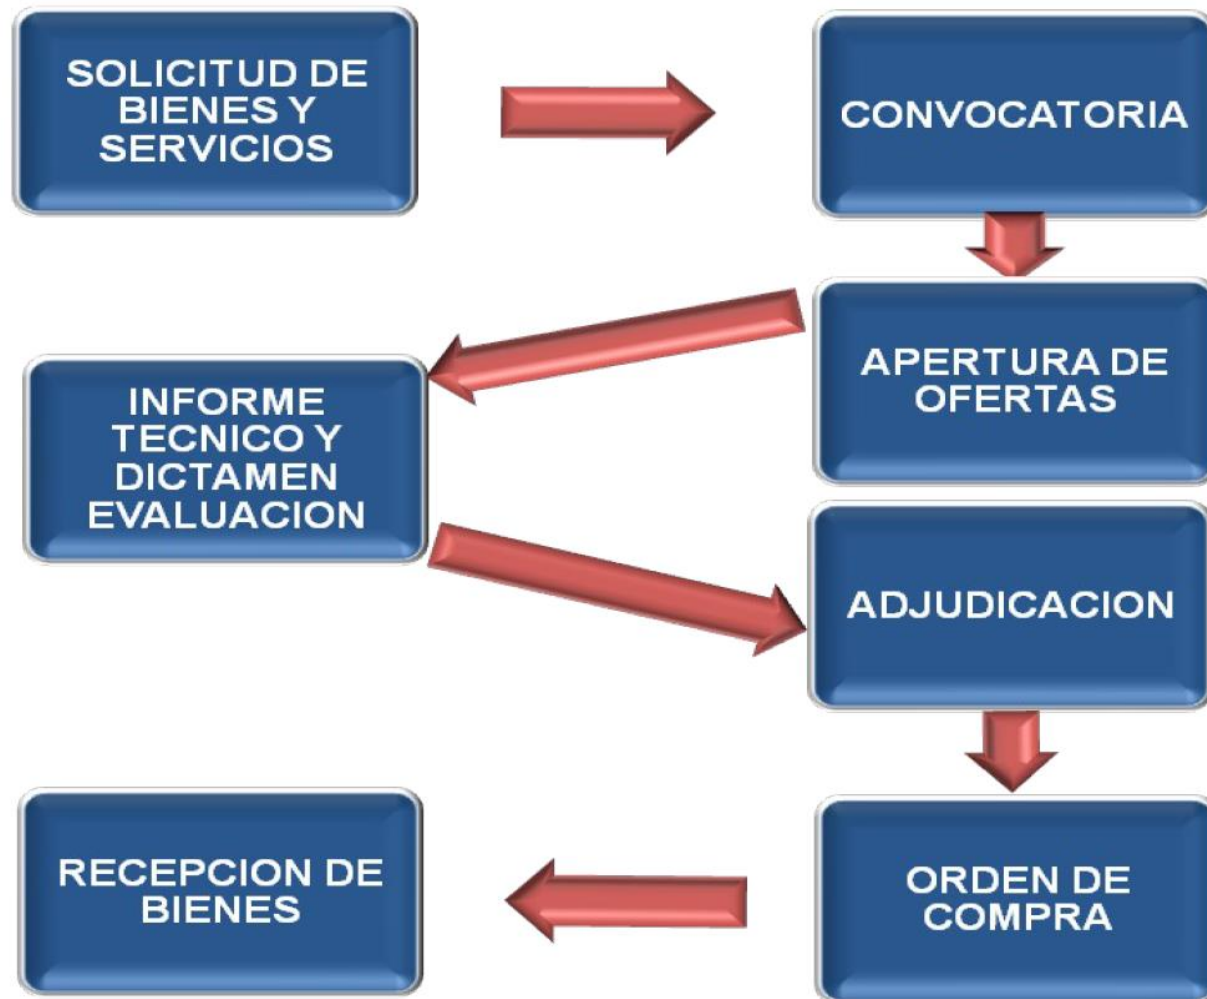 SOLICITUD DE
BIENES Y
SERVICIOS
CONVOCATORIA
APERTURA DE
OFERTAS
INFORME
TECNICO Y
DICTAMEN
EVALUACION
ADJUDICACION
ORDEN DE
COMPRA
RECEPCION DE
BIENES